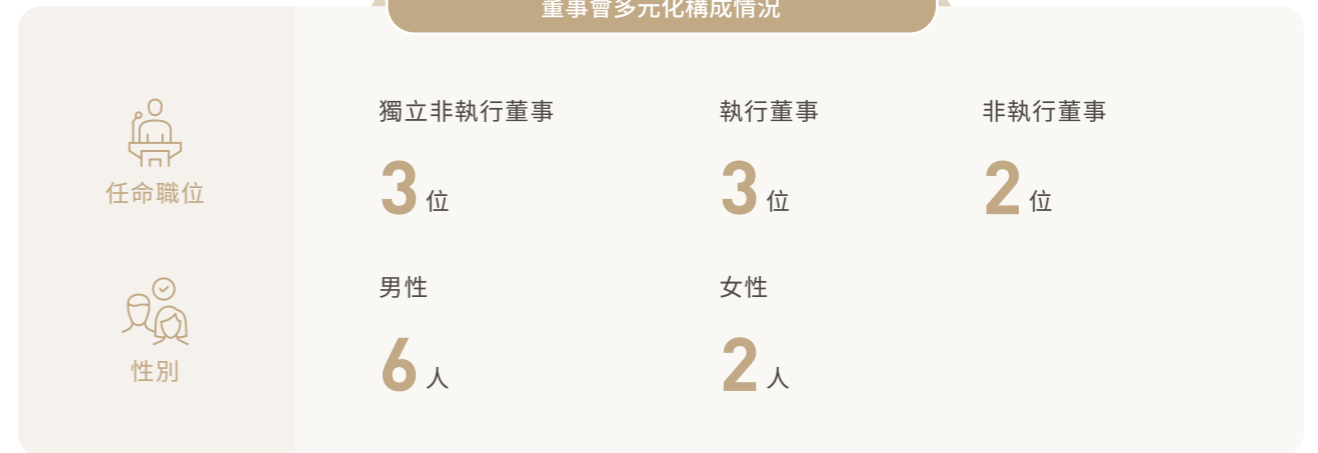 董事會多元化構成情況
獨立非執行董事 執行董事 非執行董事
3 位 3 位 2 位
任命職位
男性 女性
6 人 2 人
性別